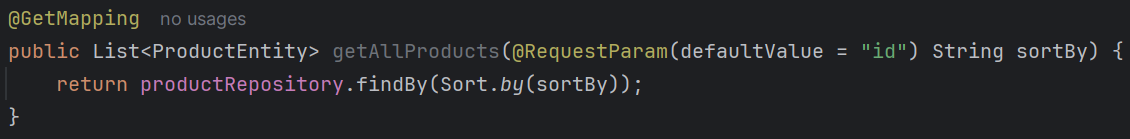 @GetMapping no usages
public List<ProductEntity> getAllProducts(@RequestParam(defaultValue = "id") String sortBy) {
    return productRepository.findBy(Sort.by(sortBy));
}